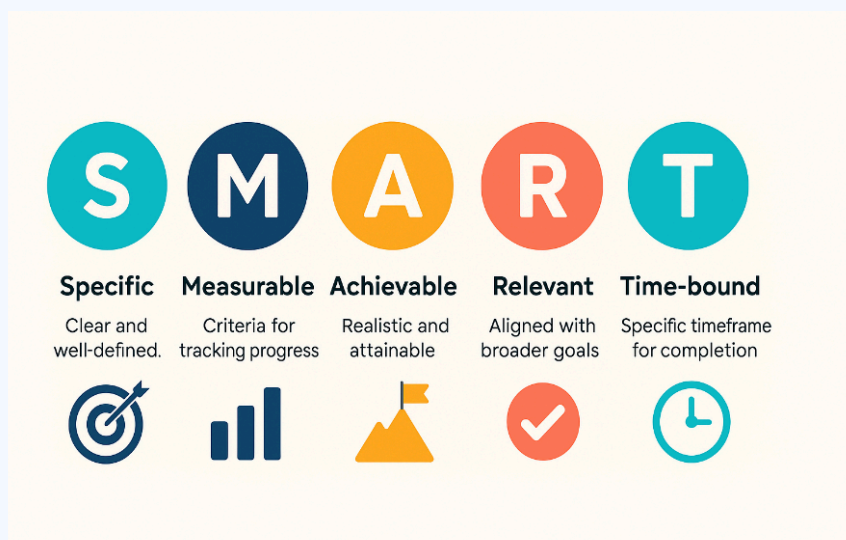 S M A R T
Specific Measurable Achievable Relevant Time-bound
Clear and Criteria for Realistic and Aligned with Specific timeframe
well-defined. tracking progress attainable broader goals for completion